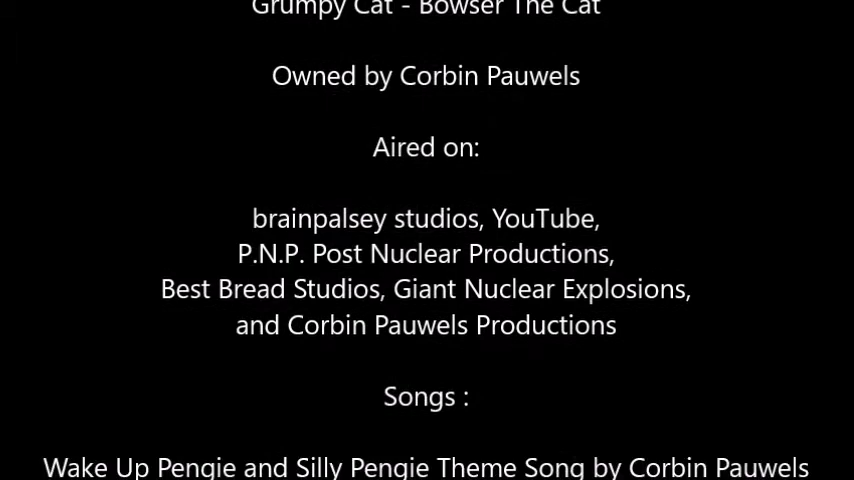 Grumpy Cat - Bowser The Cat
Owned by Corbin Pauwels
Aired on:
brainpalsey studios, YouTube,
P.N.P. Post Nuclear Productions,
Best Bread Studios, Giant Nuclear Explosions,
and Corbin Pauwels Productions
Songs :
Wake Up Pengie and Silly Pengie Theme Song by Corbin Pauwels